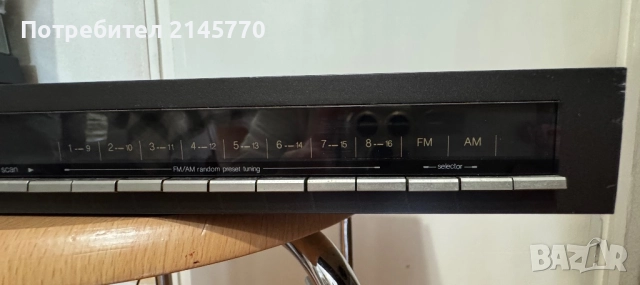 Потребител 2145770
1—9 2—10 3—11 4—12 5—13 6—14 7—15 8—16 FM AM
scan ► FM/AM random preset tuning selector
BAZAR